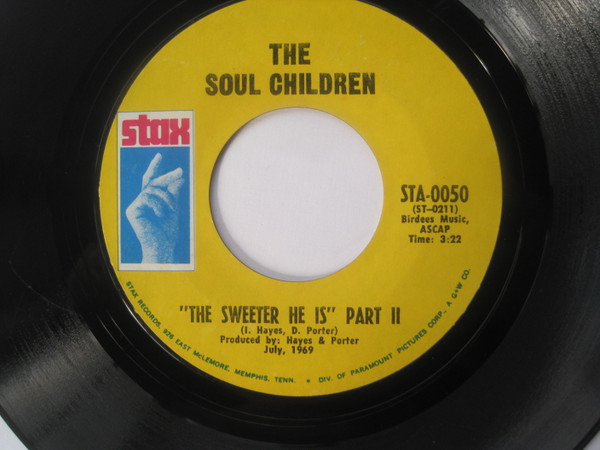 THE
SOUL CHILDREN
stax
STA-0050
(ST-0211)
Birdees Music,
ASCAP
Time: 3:22
"THE SWEETER HE IS" PART II
(I. Hayes, D. Porter)
Produced by: Hayes & Porter
July, 1969
STAX RECORDS, 926 EAST McLEMORE, MEMPHIS, TENN. • DIV. OF PARAMOUNT PICTURES CORP., A G+W CO.